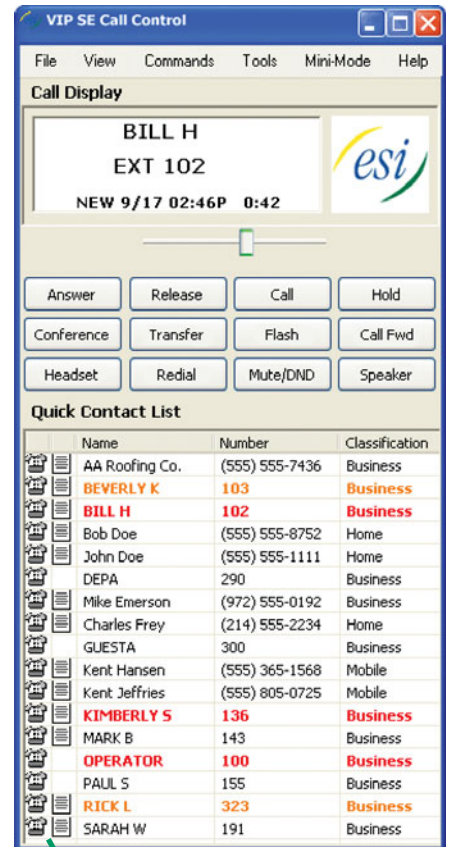 VIP SE Call Control
File View Commands Tools Mini-Mode Help
Call Display
BILL H
EXT 102
NEW 9/17 02:46P 0:42
esi
Answer Release Call Hold
Conference Transfer Flash Call Fwd
Headset Redial Mute/DND Speaker
Quick Contact List
Name Number Classification
AA Roofing Co. (555) 555-7436 Business
BEVERLY K 103 Business
BILL H 102 Business
Bob Doe (555) 555-8752 Home
John Doe (555) 555-1111 Home
DEPA 290 Business
Mike Emerson (972) 555-0192 Business
Charles Frey (214) 555-2234 Home
GUESTA 300 Business
Kent Hansen (555) 365-1568 Mobile
Kent Jeffries (555) 805-0725 Mobile
KIMBERLY S 136 Business
MARK B 143 Business
OPERATOR 100 Business
PAUL S 155 Business
RICK L 323 Business
SARAH W 191 Business